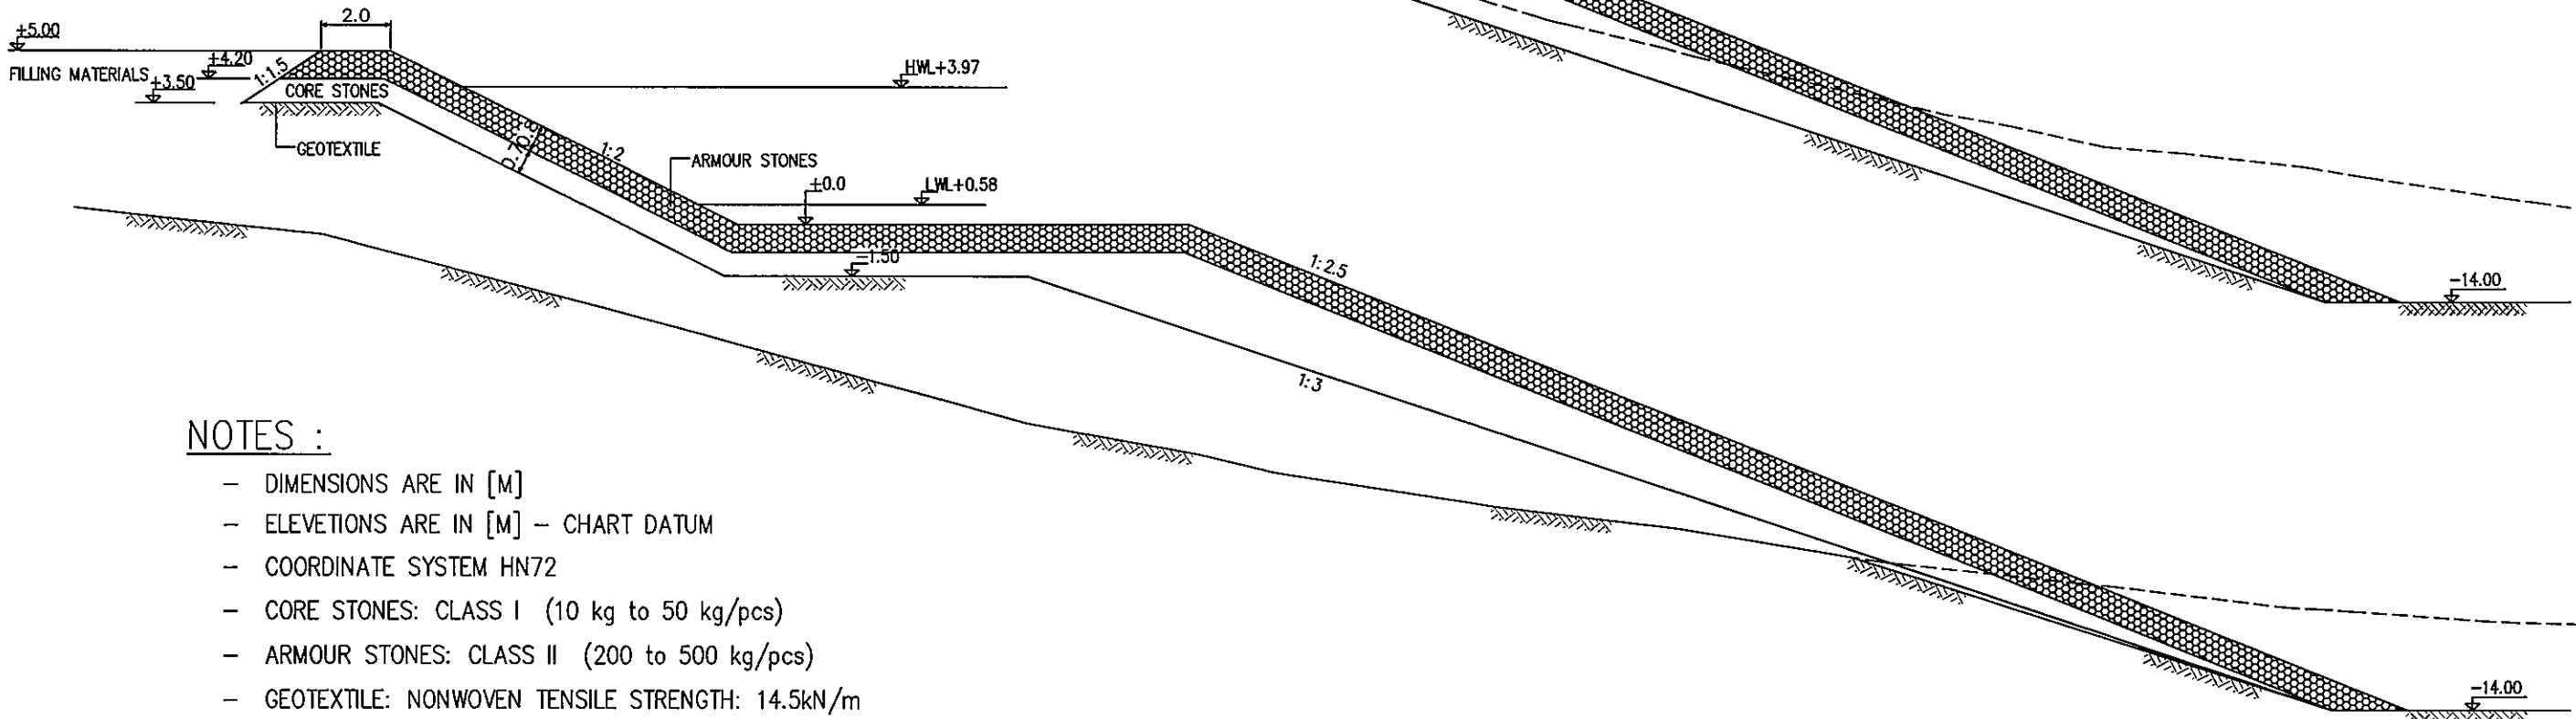 2.0
+5.00
FILLING MATERIALS
+4.20
+3.50
1:1.5
CORE STONES
GEOTEXTILE
HWL+3.97
0.8
0.7
1:2
ARMOUR STONES
±0.0
LWL+0.58
-1.50
1:2.5
1:3
-14.00
NOTES :
- DIMENSIONS ARE IN [M]
- ELEVETIONS ARE IN [M] - CHART DATUM
- COORDINATE SYSTEM HN72
- CORE STONES: CLASS I (10 kg to 50 kg/pcs)
- ARMOUR STONES: CLASS II (200 to 500 kg/pcs)
- GEOTEXTILE: NONWOVEN TENSILE STRENGTH: 14.5kN/m
-14.00